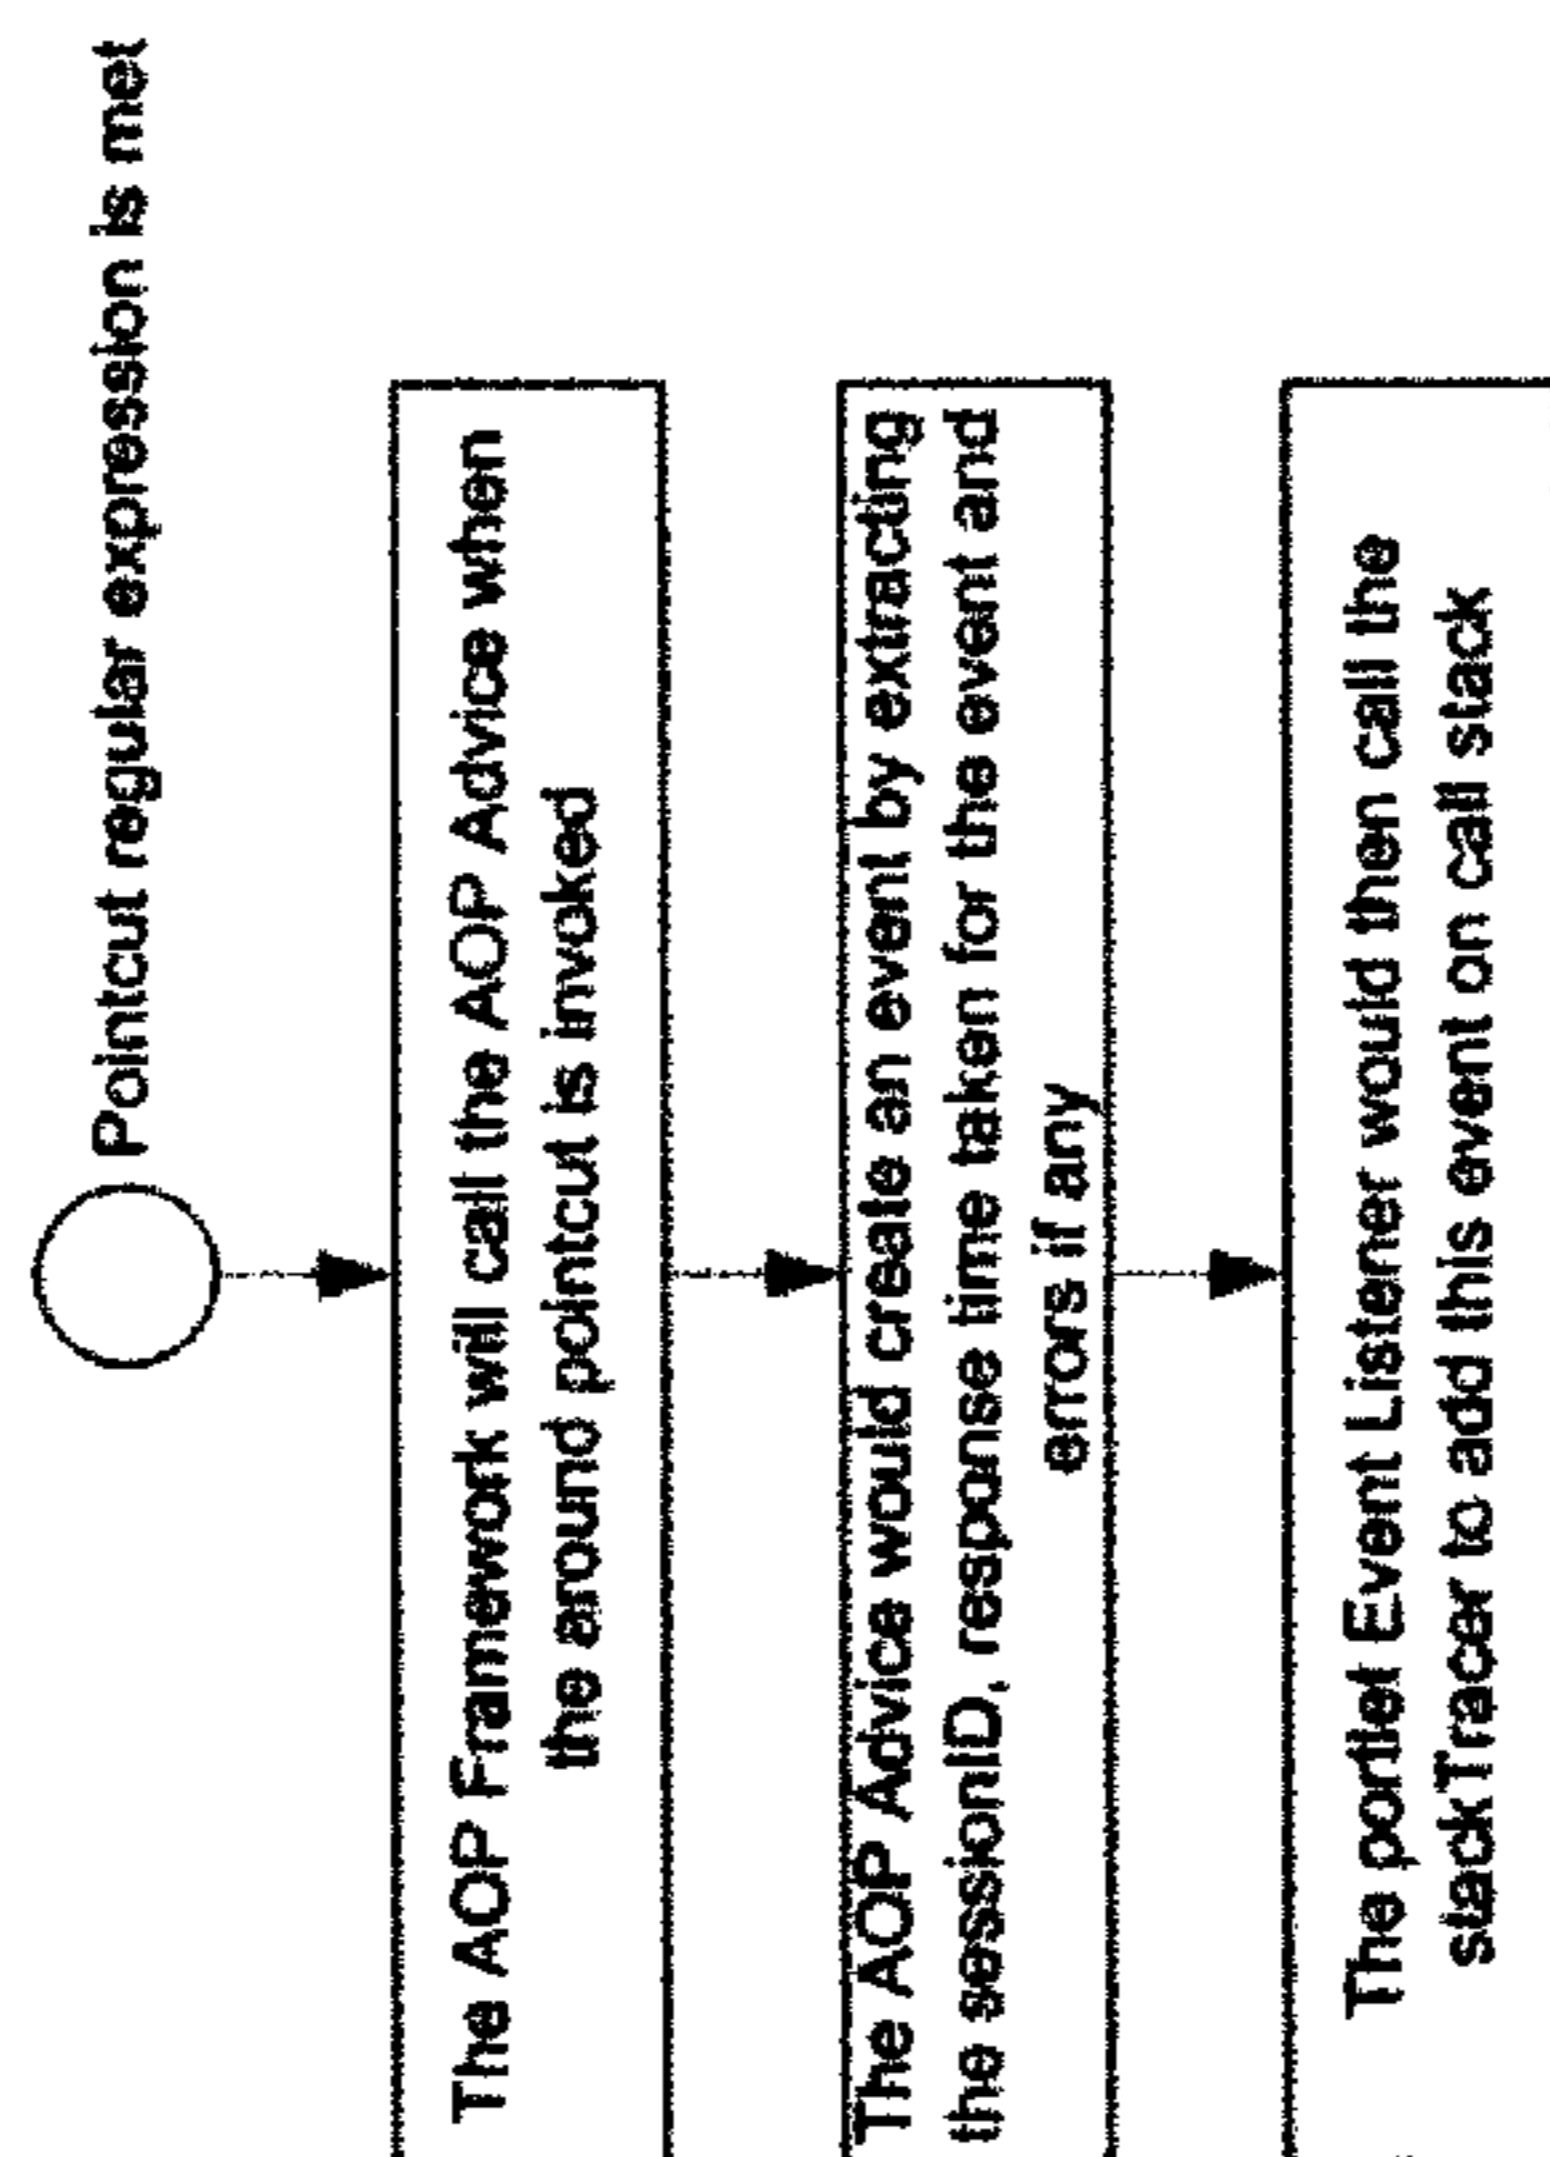 Pointcut regular expression is met
The AOP Framework will call the AOP Advice when
the around pointcut is invoked
The AOP Advice would create an event by extracting
the sessionID, response time taken for the event and
errors if any
The portlet Event Listener would then call the
stackTracer to add this event on call stack